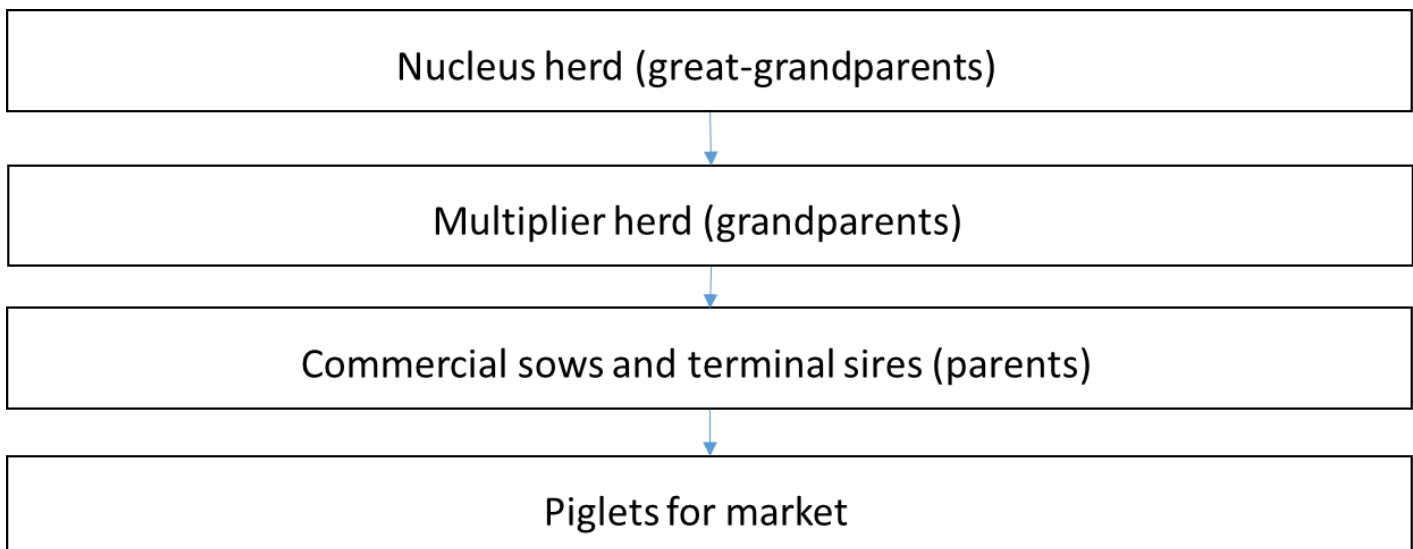 Nucleus herd (great-grandparents)
Multiplier herd (grandparents)
Commercial sows and terminal sires (parents)
Piglets for market